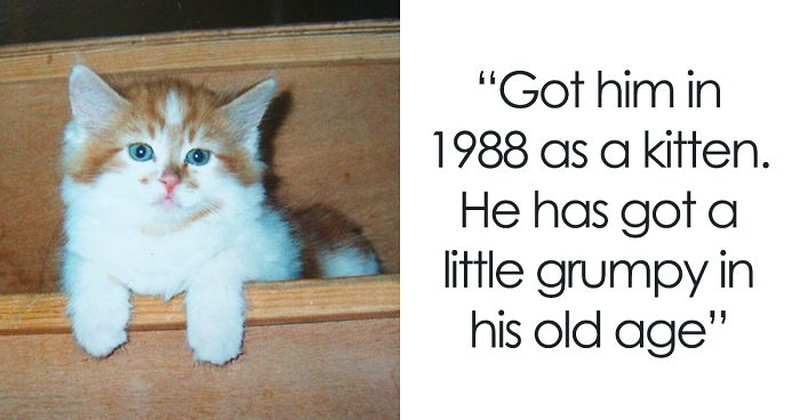 “Got him in
1988 as a kitten.
He has got a
little grumpy in
his old age”